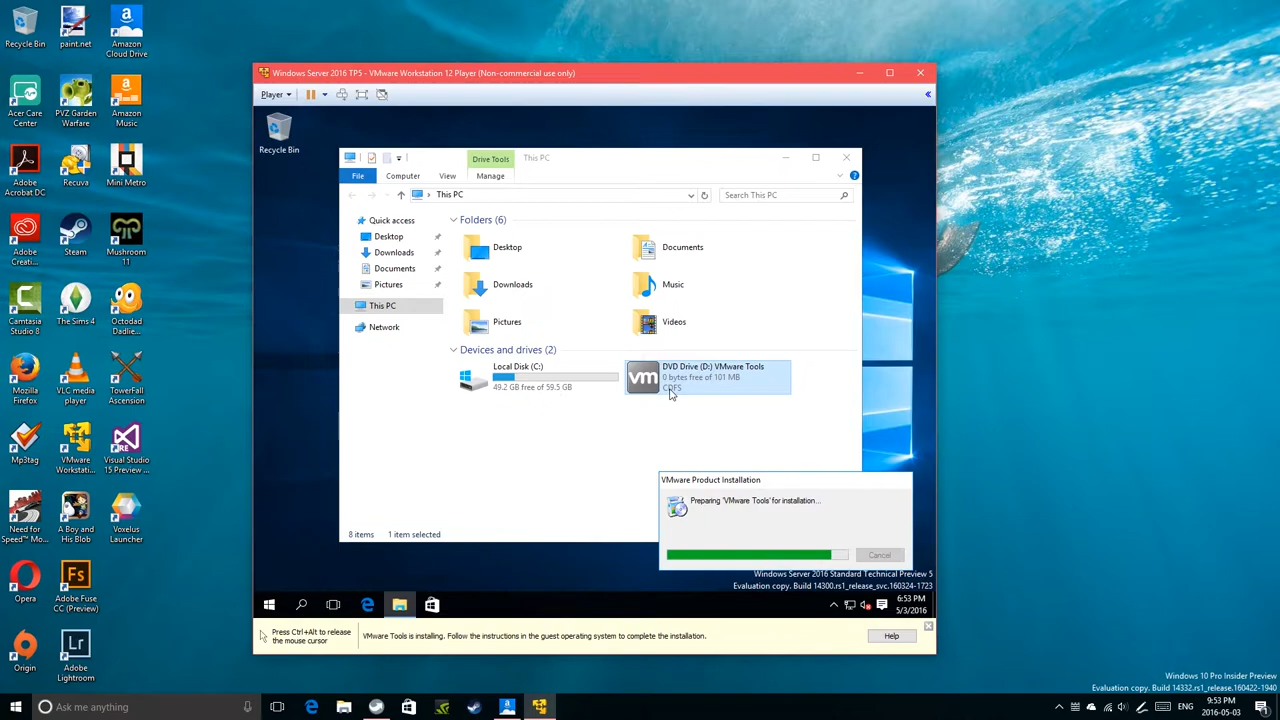 Recycle Bin
paint.net
Amazon
Cloud Drive
Acer Care
Center
PVZ Garden
Warfare
Amazon
Music
Adobe
Acrobat DC
Recuva
Mini Metro
Adobe
Creati...
Steam
Mushroom
11
Camtasia
Studio 8
The Sims 4
Octodad
Dadlie...
Mozilla
Firefox
VLC media
player
TowerFall
Ascension
Mp3tag
VMware
Workstati...
Visual Studio
15 Preview ...
Need for
Speed™ Mo...
A Boy and
His Blob
Voxelus
Launcher
Opera
Adobe Fuse
CC (Preview)
Origin
Adobe
Lightroom
Windows Server 2016 TP5 - VMware Workstation 12 Player (Non-commercial use only)
Player
Recycle Bin
Drive Tools
This PC
File
Computer
View
Manage
This PC
Search This PC
Quick access
Desktop
Downloads
Documents
Pictures
This PC
Network
Folders (6)
Desktop
Documents
Downloads
Music
Pictures
Videos
Devices and drives (2)
Local Disk (C:)
49.2 GB free of 59.5 GB
vm
DVD Drive (D:) VMware Tools
0 bytes free of 101 MB
CDFS
8 items
1 item selected
VMware Product Installation
Preparing 'VMware Tools' for installation...
Cancel
Windows Server 2016 Standard Technical Preview 5
Evaluation copy. Build 14300.rs1_release_svc.160324-1723
6:53 PM
5/3/2016
Press Ctrl+Alt to release
the mouse cursor
VMware Tools is installing. Follow the instructions in the guest operating system to complete the installation.
Help
Windows 10 Pro Insider Preview
Evaluation copy. Build 14332.rs1_release.160422-1940
Ask me anything
9:53 PM
2016-05-03